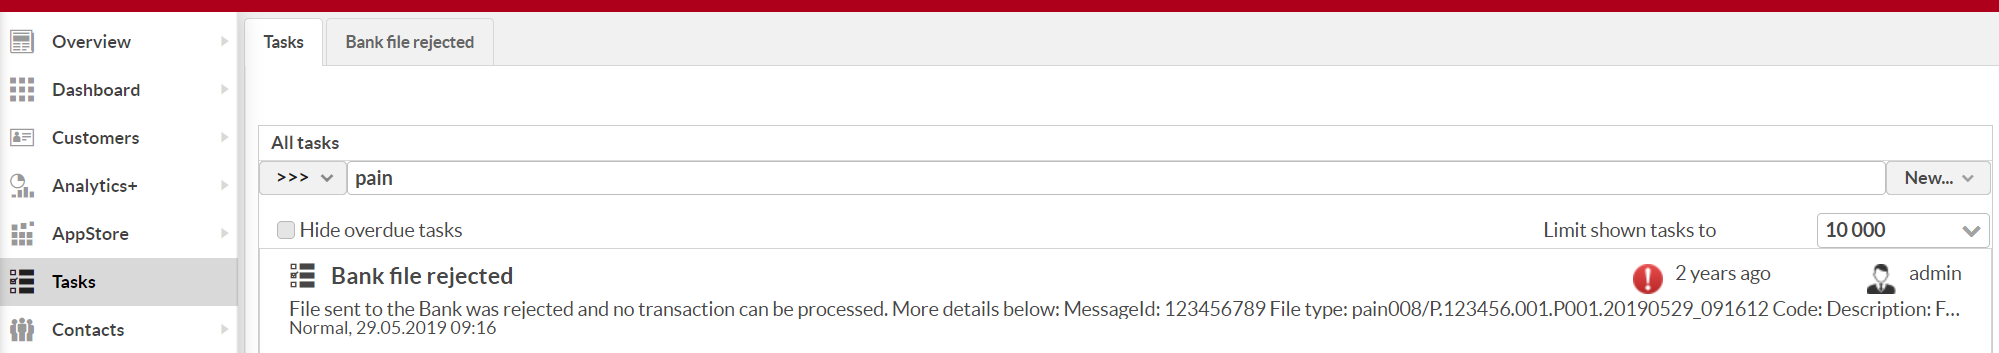 Overview
Dashboard
Customers
Analytics+
AppStore
Tasks
Contacts
Tasks
Bank file rejected
All tasks
>>>
pain
New...
Hide overdue tasks
Limit shown tasks to
10 000
Bank file rejected
2 years ago
admin
File sent to the Bank was rejected and no transaction can be processed. More details below: MessageId: 123456789 File type: pain008/P.123456.001.P001.20190529_091612 Code: Description: F...
Normal, 29.05.2019 09:16